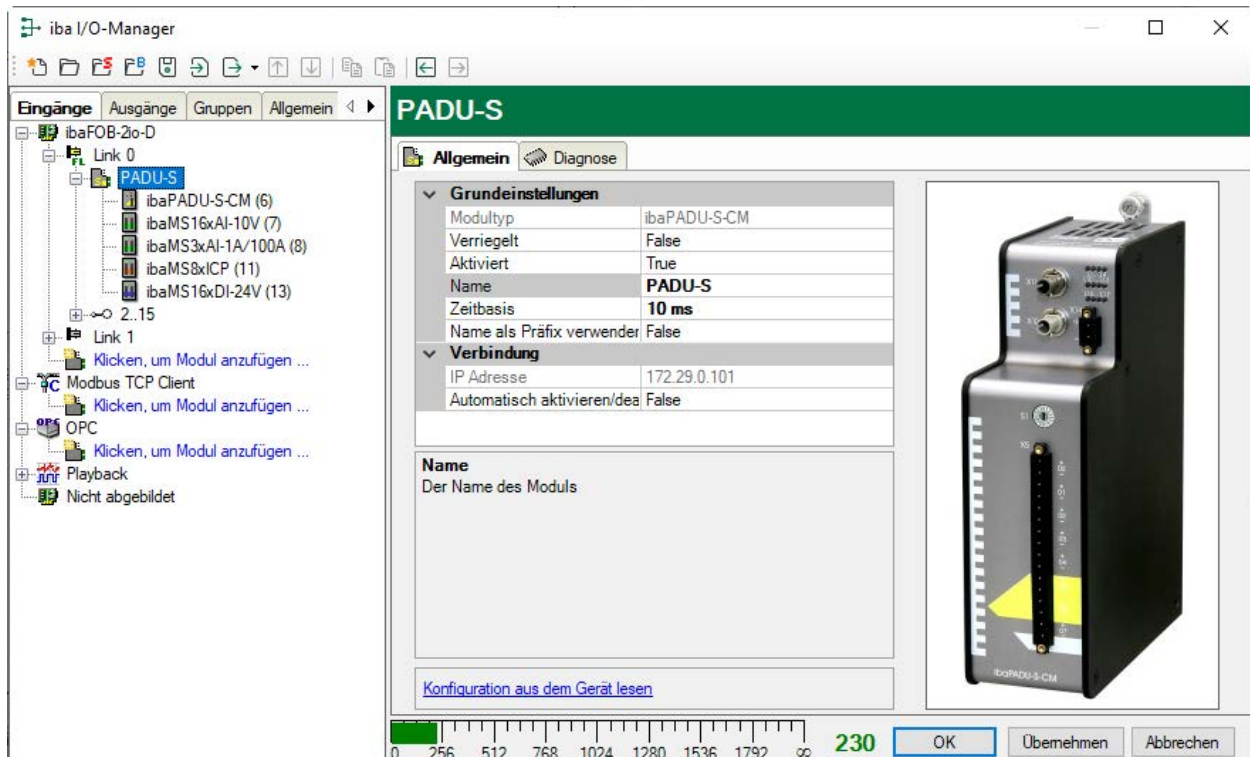 iba I/O-Manager
Eingänge Ausgänge Gruppen Allgemein
PADU-S
ibaFOB-2io-D
Link 0
PADU-S
ibaPADU-S-CM (6)
ibaMS16xAI-10V (7)
ibaMS3xAI-1A/100A (8)
ibaMS8xICP (11)
ibaMS16xDI-24V (13)
2..15
Link 1
Klicken, um Modul anzufügen ...
Modbus TCP Client
Klicken, um Modul anzufügen ...
OPC
Klicken, um Modul anzufügen ...
Playback
Nicht abgebildet
Allgemein Diagnose
Grundeinstellungen
Modultyp ibaPADU-S-CM
Verriegelt False
Aktiviert True
Name PADU-S
Zeitbasis 10 ms
Name als Präfix verwender False
Verbindung
IP Adresse 172.29.0.101
Automatisch aktivieren/dea False
Name
Der Name des Moduls
Konfiguration aus dem Gerät lesen
S1
X5
ibaPADU-S-CM
0 256 512 768 1024 1280 1536 1792 ∞
230
OK Übernehmen Abbrechen